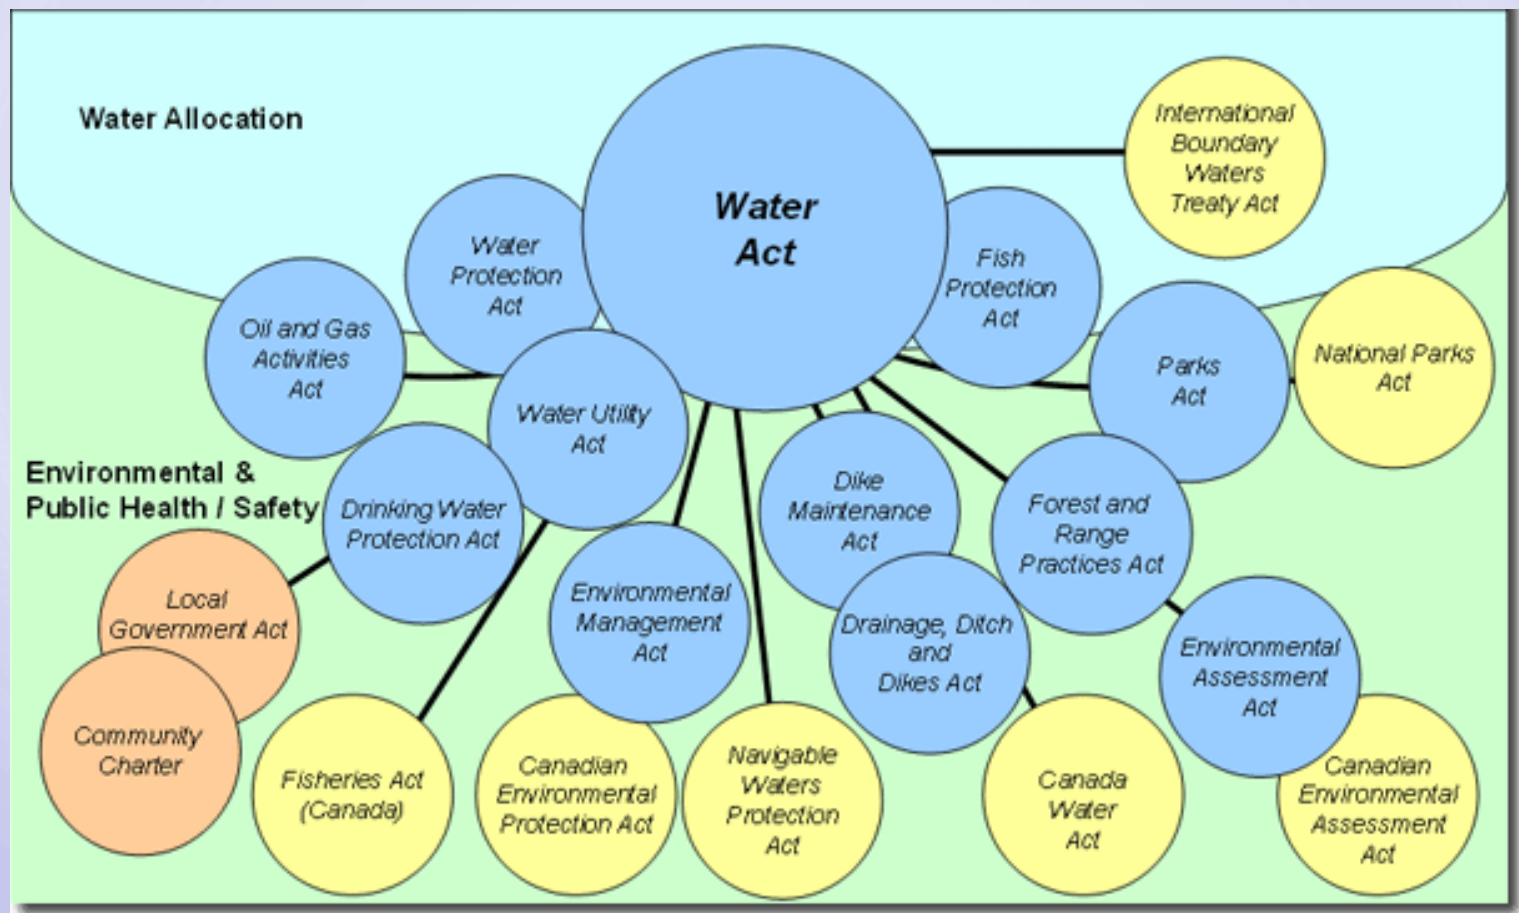 Water Allocation
International
Boundary
Waters
Treaty Act
Water
Act
Water
Protection
Act
Fish
Protection
Act
Oil and Gas
Activities
Act
Parks
Act
National Parks
Act
Water Utility
Act
Environmental &
Public Health / Safety
Drinking Water
Protection Act
Dike
Maintenance
Act
Forest and
Range
Practices Act
Local
Government Act
Environmental
Management
Act
Drainage, Ditch
and
Dikes Act
Environmental
Assessment
Act
Community
Charter
Fisheries Act
(Canada)
Canadian
Environmental
Protection Act
Navigable
Waters
Protection
Act
Canada
Water
Act
Canadian
Environmental
Assessment
Act